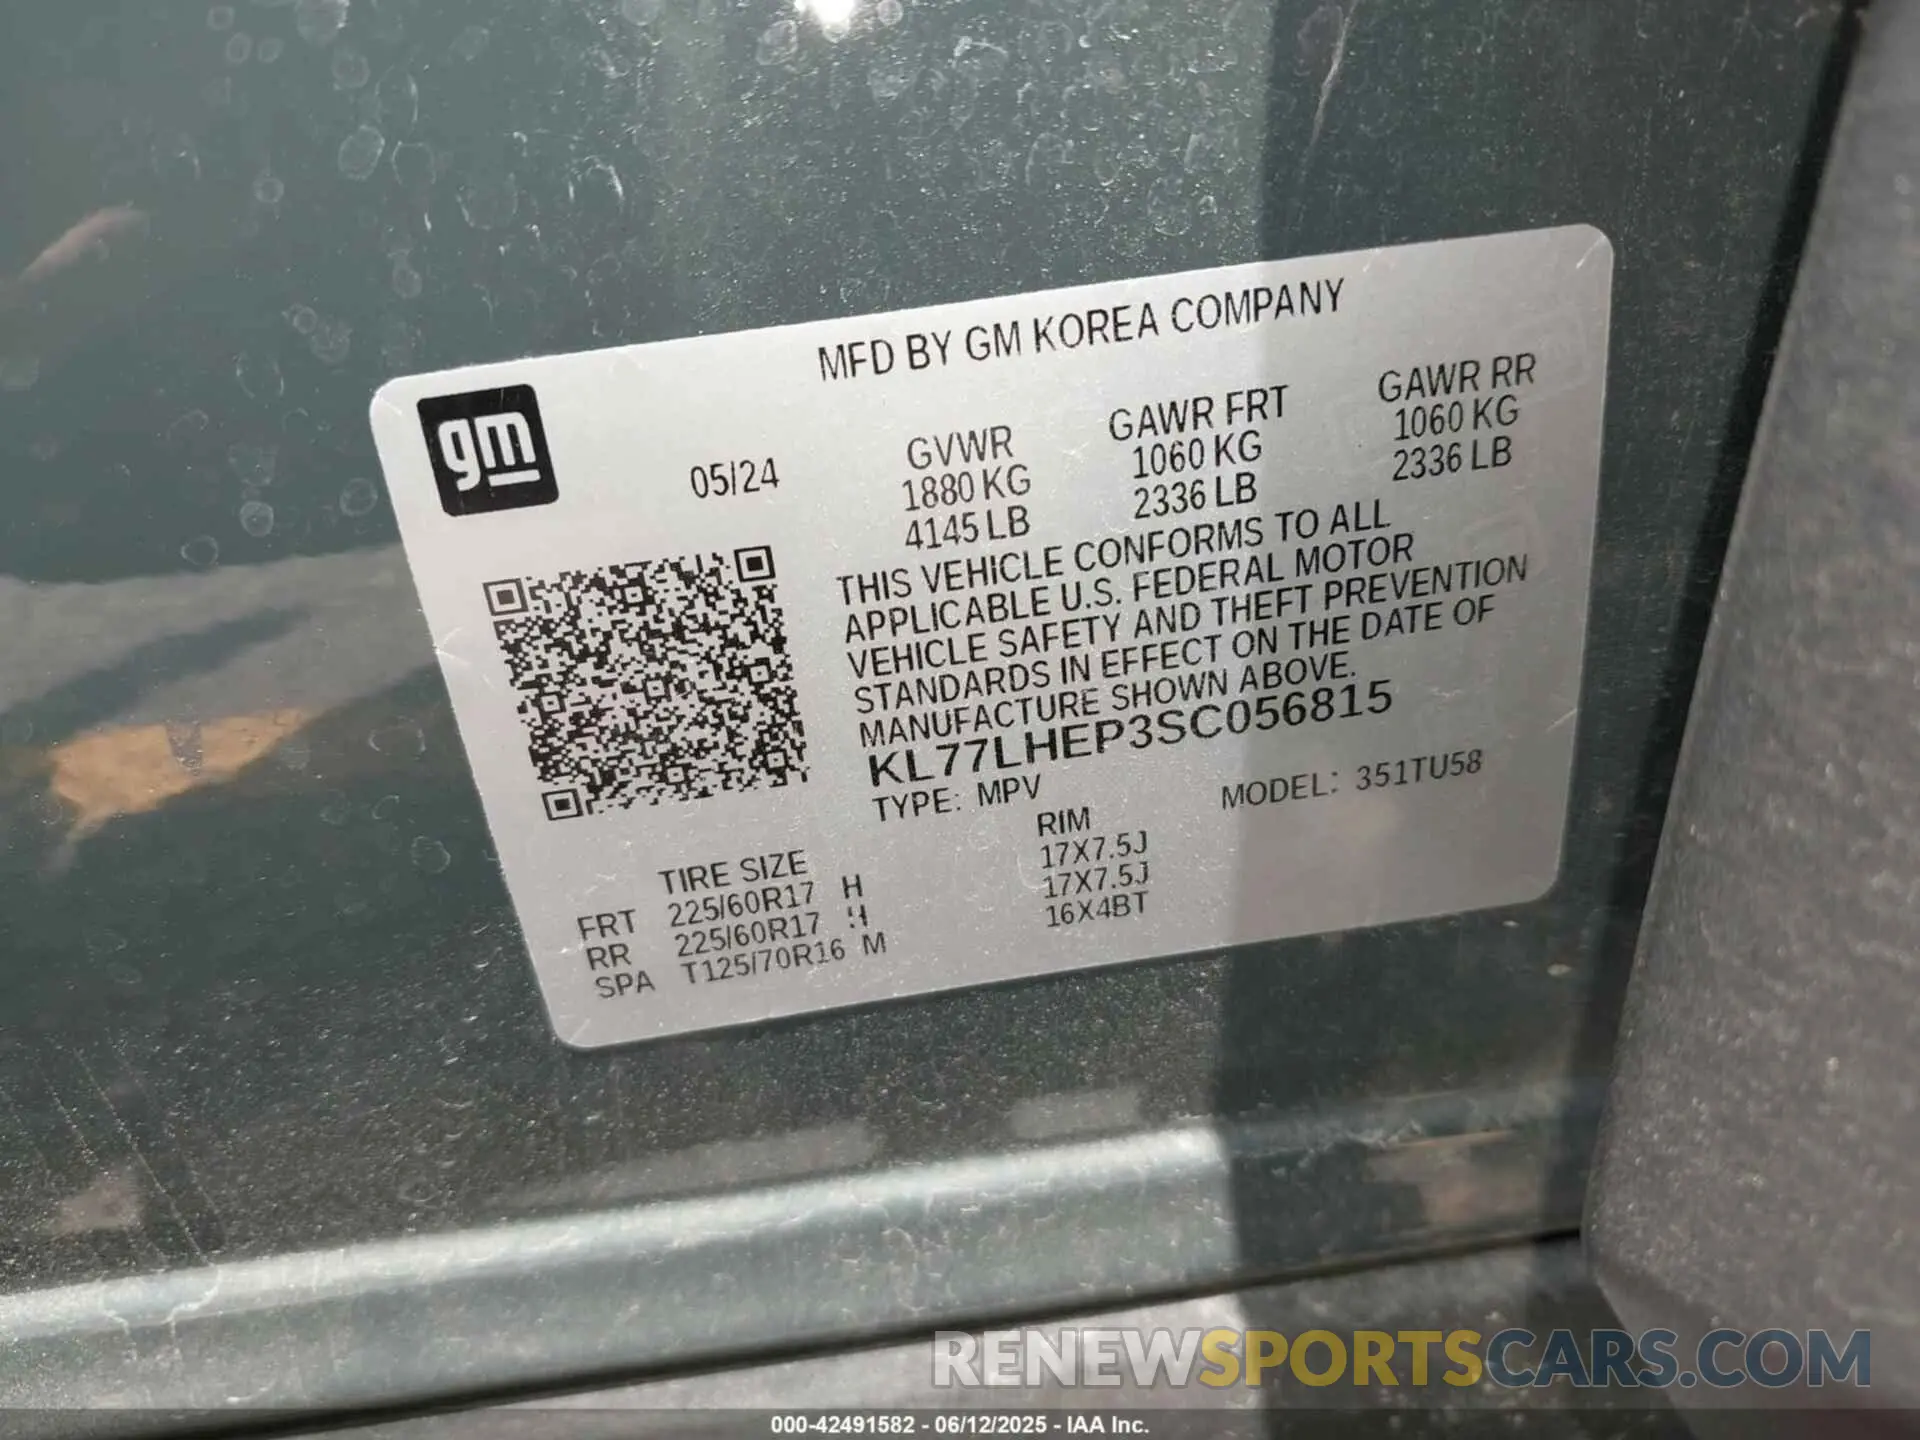 MFD BY GM KOREA COMPANY
gm
05/24
GVWR
1880 KG
4145 LB
GAWR FRT
1060 KG
2336 LB
GAWR RR
1060 KG
2336 LB
THIS VEHICLE CONFORMS TO ALL
APPLICABLE U.S. FEDERAL MOTOR
VEHICLE SAFETY AND THEFT PREVENTION
STANDARDS IN EFFECT ON THE DATE OF
MANUFACTURE SHOWN ABOVE.
KL77LHEP3SC056815
TYPE: MPV
MODEL: 351TU58
TIRE SIZE
RIM
FRT 225/60R17 H 17X7.5J
RR 225/60R17 H 17X7.5J
SPA T125/70R16 M 16X4BT
RENEWSPORTSCARS.COM
000-42491582 - 06/12/2025 - IAA Inc.